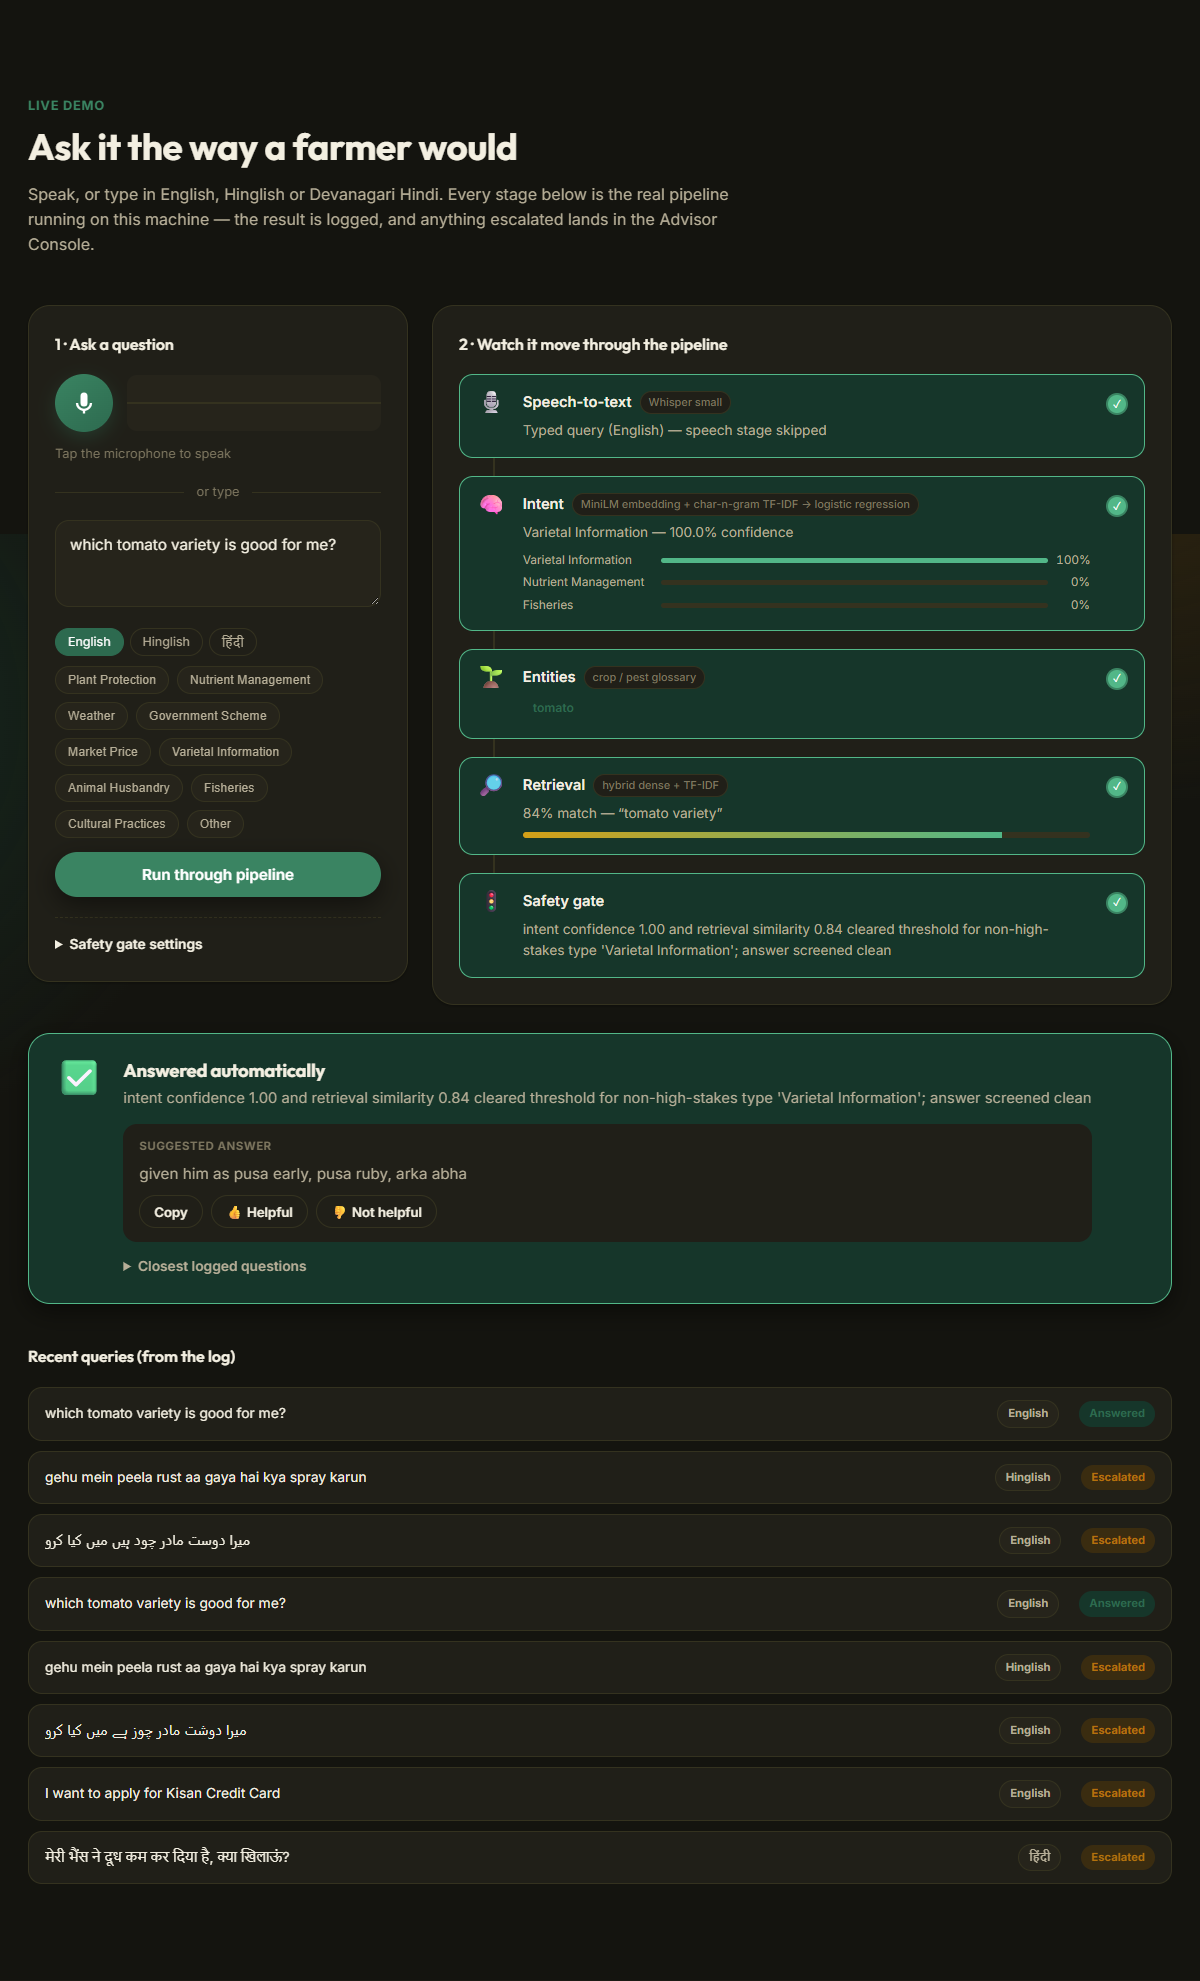 LIVE DEMO
Ask it the way a farmer would
Speak, or type in English, Hinglish or Devanagari Hindi. Every stage below is the real pipeline
running on this machine — the result is logged, and anything escalated lands in the Advisor
Console.
1 · Ask a question
Tap the microphone to speak
or type
which tomato variety is good for me?
English Hinglish हिंदी
Plant Protection Nutrient Management
Weather Government Scheme
Market Price Varietal Information
Animal Husbandry Fisheries
Cultural Practices Other
Run through pipeline
Safety gate settings
2 · Watch it move through the pipeline
Speech-to-text Whisper small
Typed query (English) — speech stage skipped
Intent MiniLM embedding + char-n-gram TF-IDF → logistic regression
Varietal Information — 100.0% confidence
Varietal Information 100%
Nutrient Management 0%
Fisheries 0%
Entities crop / pest glossary
tomato
Retrieval hybrid dense + TF-IDF
84% match — “tomato variety”
Safety gate
intent confidence 1.00 and retrieval similarity 0.84 cleared threshold for non-high-
stakes type 'Varietal Information'; answer screened clean
Answered automatically
intent confidence 1.00 and retrieval similarity 0.84 cleared threshold for non-high-stakes type 'Varietal Information'; answer screened clean
SUGGESTED ANSWER
given him as pusa early, pusa ruby, arka abha
Copy 👍 Helpful 👎 Not helpful
Closest logged questions
Recent queries (from the log)
which tomato variety is good for me? English Answered
gehu mein peela rust aa gaya hai kya spray karun Hinglish Escalated
میرا دوست مادر چود ہیں میں کیا کرو English Escalated
which tomato variety is good for me? English Answered
gehu mein peela rust aa gaya hai kya spray karun Hinglish Escalated
میرا دوشت مادر چوز ہے میں کیا کرو English Escalated
I want to apply for Kisan Credit Card English Escalated
मेरी भैंस ने दूध कम कर दिया है, क्या खिलाऊं? हिंदी Escalated